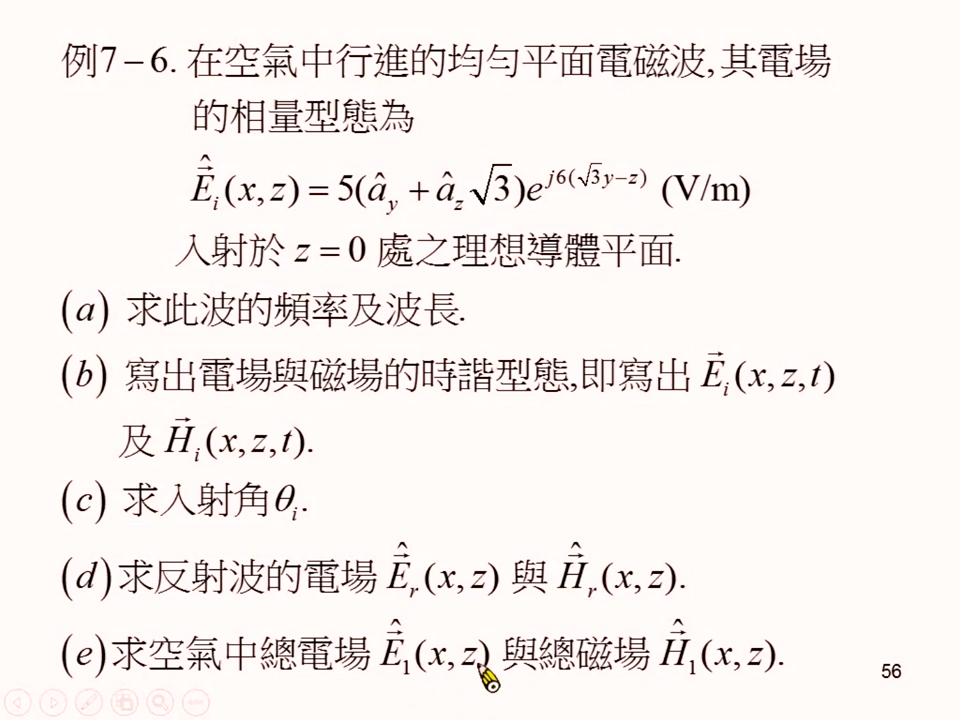 例7－6. 在空氣中行進的均勻平面電磁波,其電場
的相量型態為
$\hat{\vec{E}}_i(x,z) = 5(\hat{a}_y + \hat{a}_z\sqrt{3})e^{j6(\sqrt{3}y-z)}$ (V/m)
入射於 z = 0 處之理想導體平面.
(a) 求此波的頻率及波長.
(b) 寫出電場與磁場的時諧型態,即寫出 $\vec{E}_i(x,z,t)$
及 $\vec{H}_i(x,z,t)$.
(c) 求入射角$\theta_i$.
(d)求反射波的電場 $\hat{\vec{E}}_r(x,z)$ 與 $\hat{\vec{H}}_r(x,z)$.
(e)求空氣中總電場 $\hat{\vec{E}}_1(x,z)$ 與總磁場 $\hat{\vec{H}}_1(x,z)$.
56